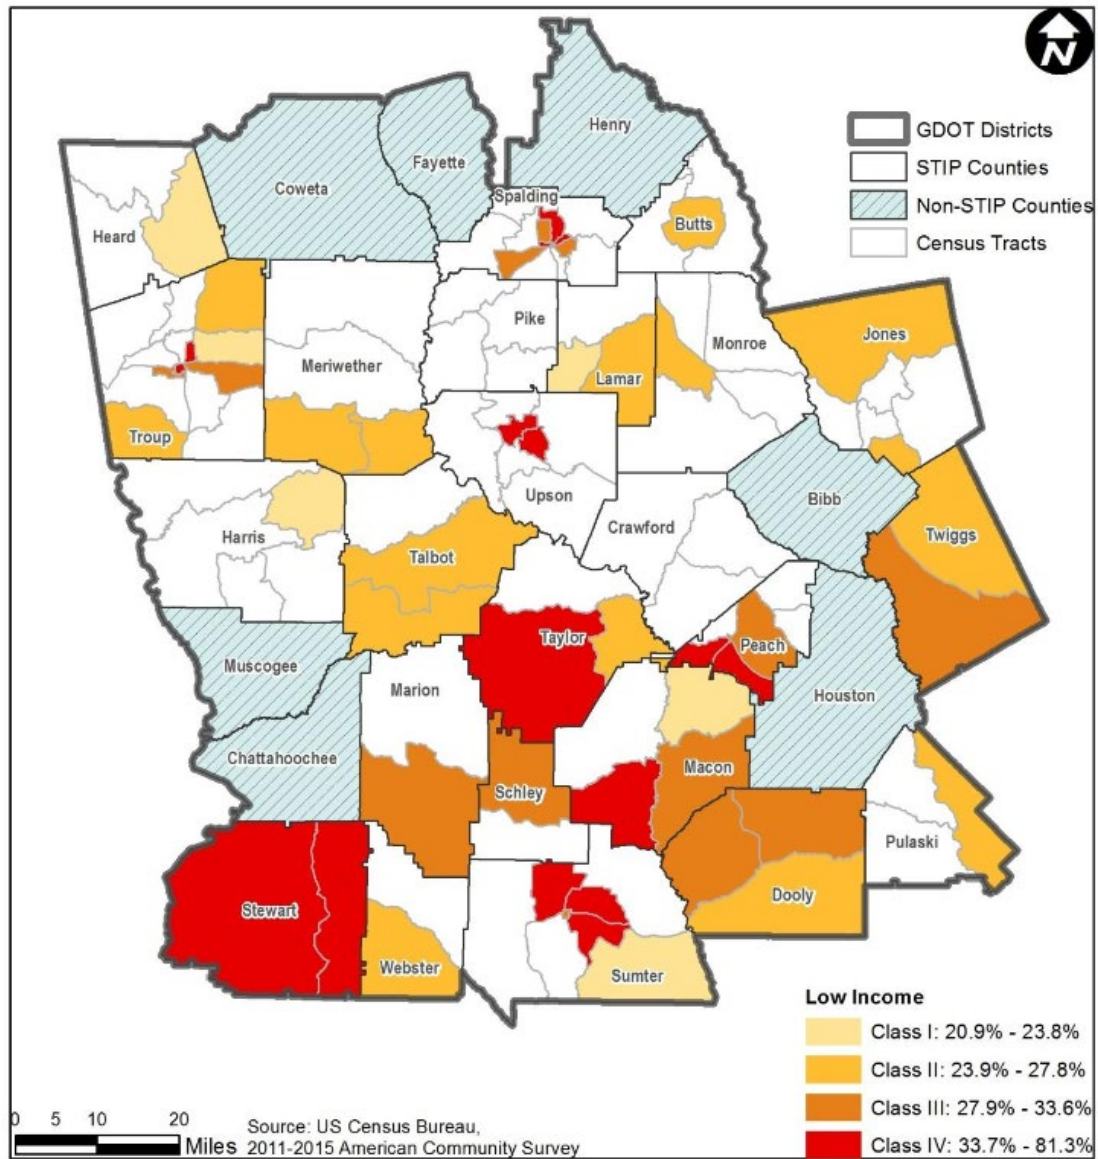 N
Henry
GDOT Districts
STIP Counties
Non-STIP Counties
Census Tracts
Fayette
Coweta
Spalding
Butts
Heard
Pike
Jones
Monroe
Meriwether
Lamar
Troup
Upson
Bibb
Crawford
Harris
Talbot
Twiggs
Taylor
Peach
Muscogee
Marion
Houston
Chattahoochee
Macon
Schley
Pulaski
Dooly
Stewart
Webster
Sumter
Low Income
Class I: 20.9% - 23.8%
Class II: 23.9% - 27.8%
Class III: 27.9% - 33.6%
Class IV: 33.7% - 81.3%
0 5 10 20
Miles
Source: US Census Bureau,
2011-2015 American Community Survey